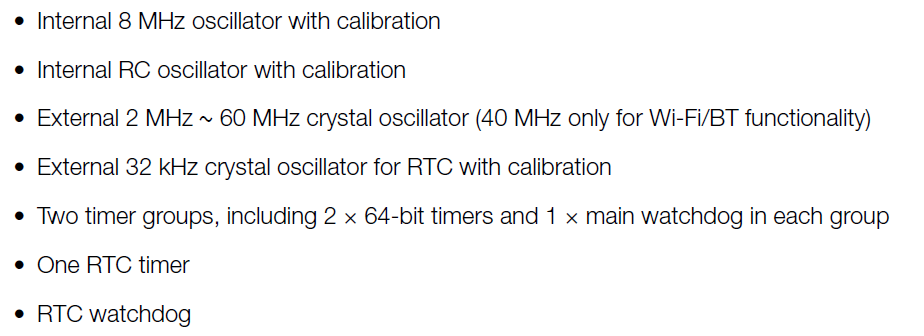 • Internal 8 MHz oscillator with calibration
• Internal RC oscillator with calibration
• External 2 MHz ~ 60 MHz crystal oscillator (40 MHz only for Wi-Fi/BT functionality)
• External 32 kHz crystal oscillator for RTC with calibration
• Two timer groups, including 2 × 64-bit timers and 1 × main watchdog in each group
• One RTC timer
• RTC watchdog